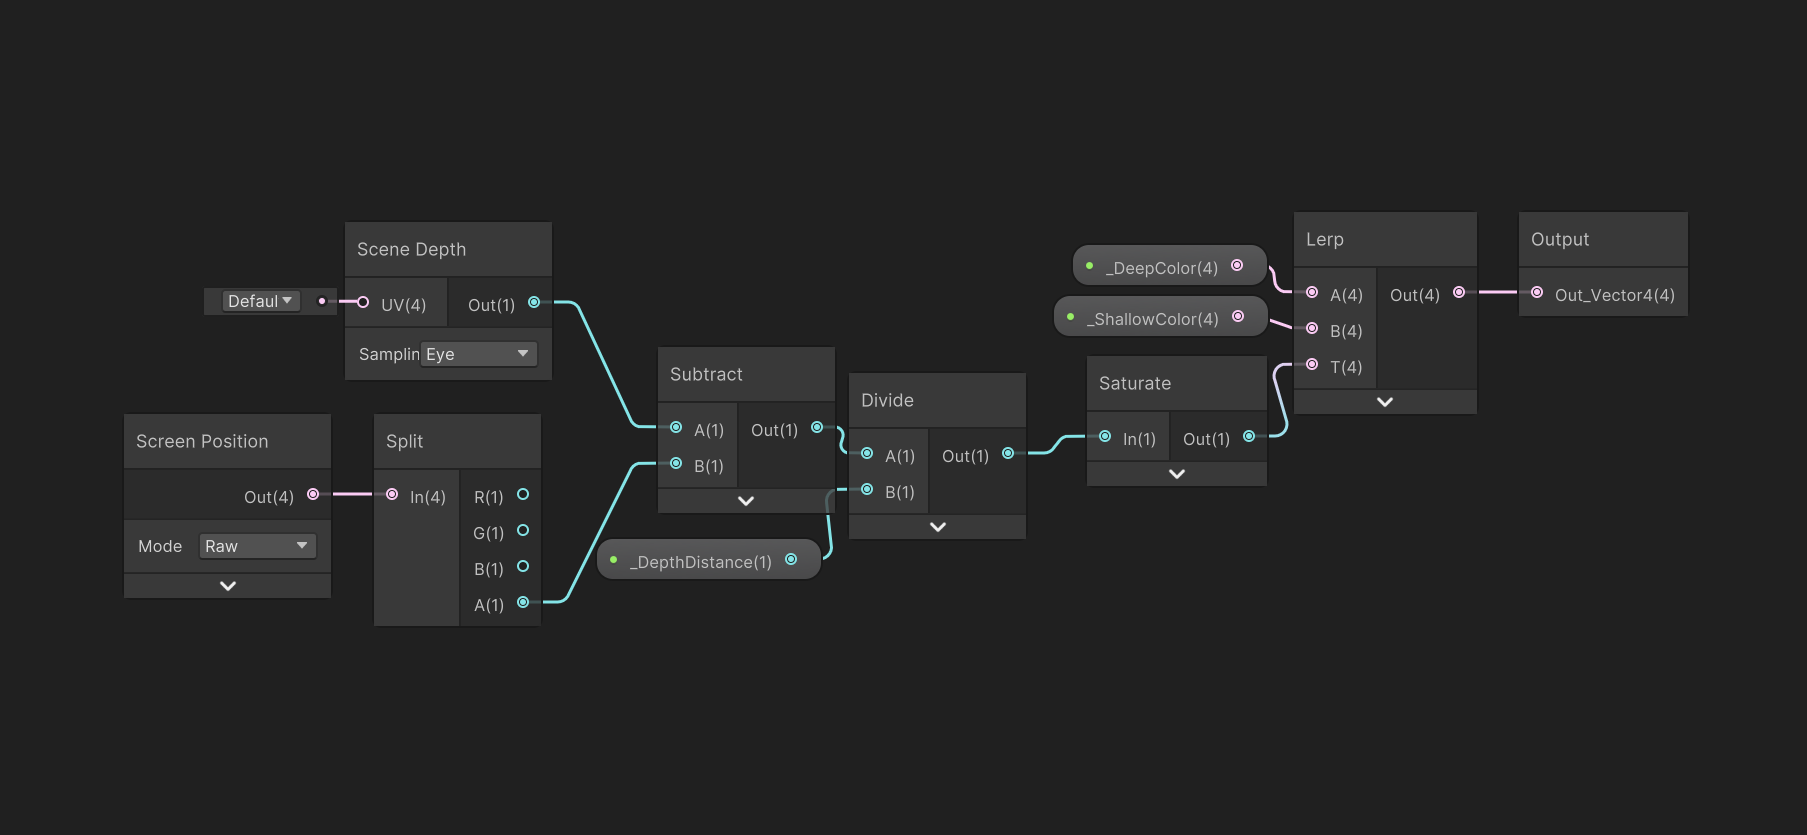 Scene Depth
Defaul
UV(4)
Out(1)
Samplin
Eye
Screen Position
Out(4)
Mode
Raw
Split
In(4)
R(1)
G(1)
B(1)
A(1)
Subtract
A(1)
Out(1)
B(1)
_DepthDistance(1)
Divide
A(1)
Out(1)
B(1)
_DeepColor(4)
_ShallowColor(4)
Saturate
In(1)
Out(1)
Lerp
A(4)
Out(4)
B(4)
T(4)
Output
Out_Vector4(4)